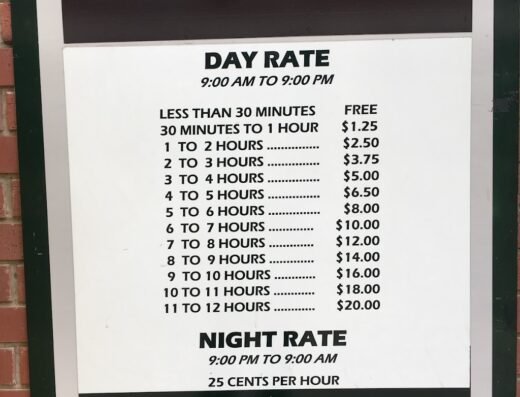 DAY RATE
9:00 AM TO 9:00 PM
LESS THAN 30 MINUTES FREE
30 MINUTES TO 1 HOUR $1.25
1 TO 2 HOURS ............... $2.50
2 TO 3 HOURS ............... $3.75
3 TO 4 HOURS ............... $5.00
4 TO 5 HOURS ............... $6.50
5 TO 6 HOURS ............... $8.00
6 TO 7 HOURS ............. $10.00
7 TO 8 HOURS ............. $12.00
8 TO 9 HOURS ............. $14.00
9 TO 10 HOURS ............ $16.00
10 TO 11 HOURS ............ $18.00
11 TO 12 HOURS ............ $20.00
NIGHT RATE
9:00 PM TO 9:00 AM
25 CENTS PER HOUR